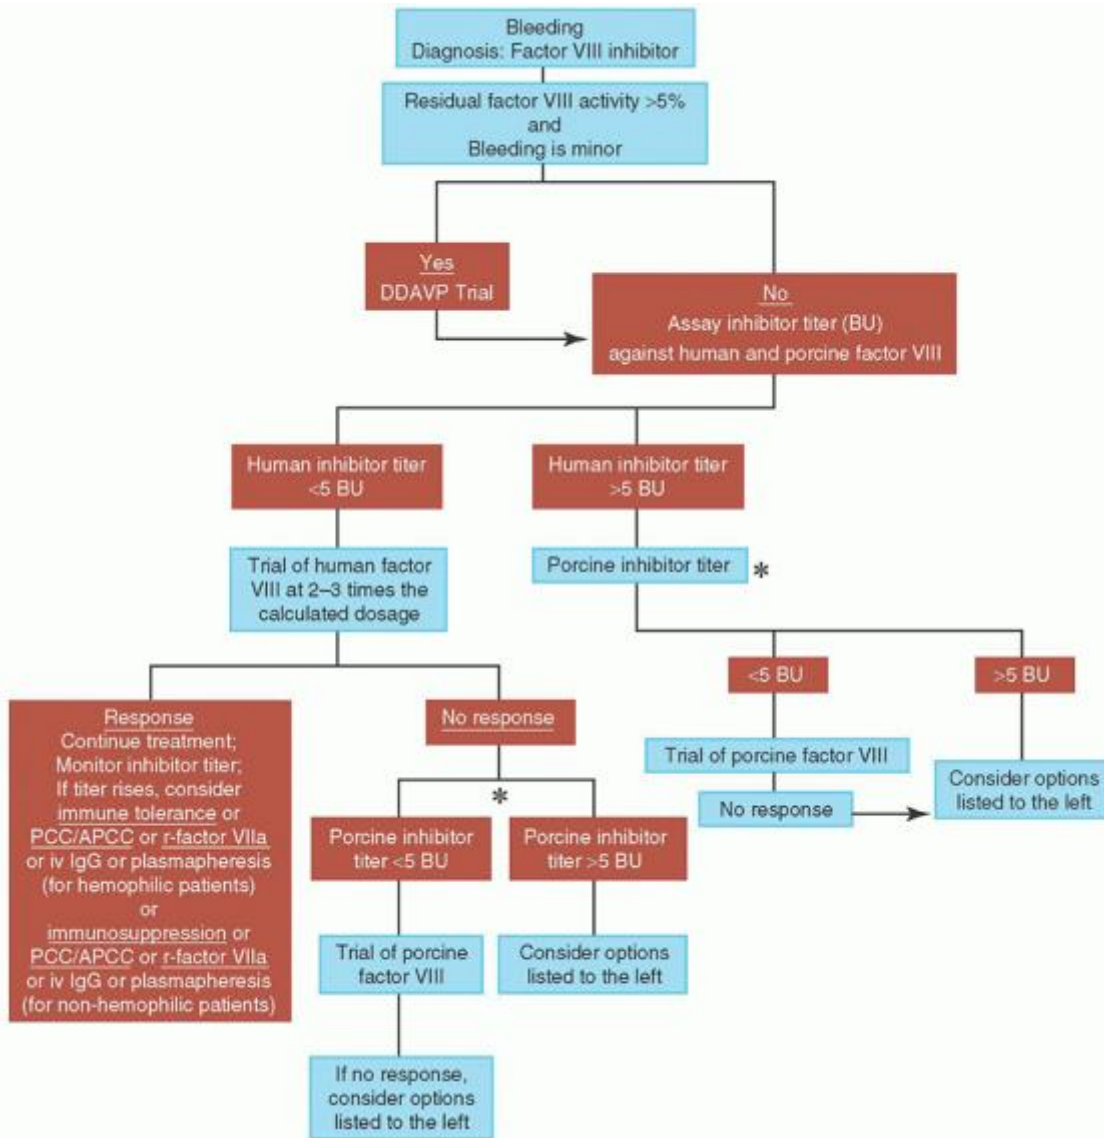 Bleeding
Diagnosis: Factor VIII inhibitor
Residual factor VIII activity >5%
and
Bleeding is minor
Yes
DDAVP Trial
No
Assay inhibitor titer (BU)
against human and porcine factor VIII
Human inhibitor titer
<5 BU
Human inhibitor titer
>5 BU
Trial of human factor
VIII at 2–3 times the
calculated dosage
Porcine inhibitor titer
*
<5 BU
>5 BU
Response
Continue treatment;
Monitor inhibitor titer;
If titer rises, consider
immune tolerance or
PCC/APCC or r-factor VIIa
or iv IgG or plasmapheresis
(for hemophilic patients)
or
immunosuppression or
PCC/APCC or r-factor VIIa
or iv IgG or plasmapheresis
(for non-hemophilic patients)
No response
*
Porcine inhibitor
titer <5 BU
Porcine inhibitor
titer >5 BU
Trial of porcine factor VIII
No response
Consider options
listed to the left
Trial of porcine
factor VIII
Consider options
listed to the left
If no response,
consider options
listed to the left